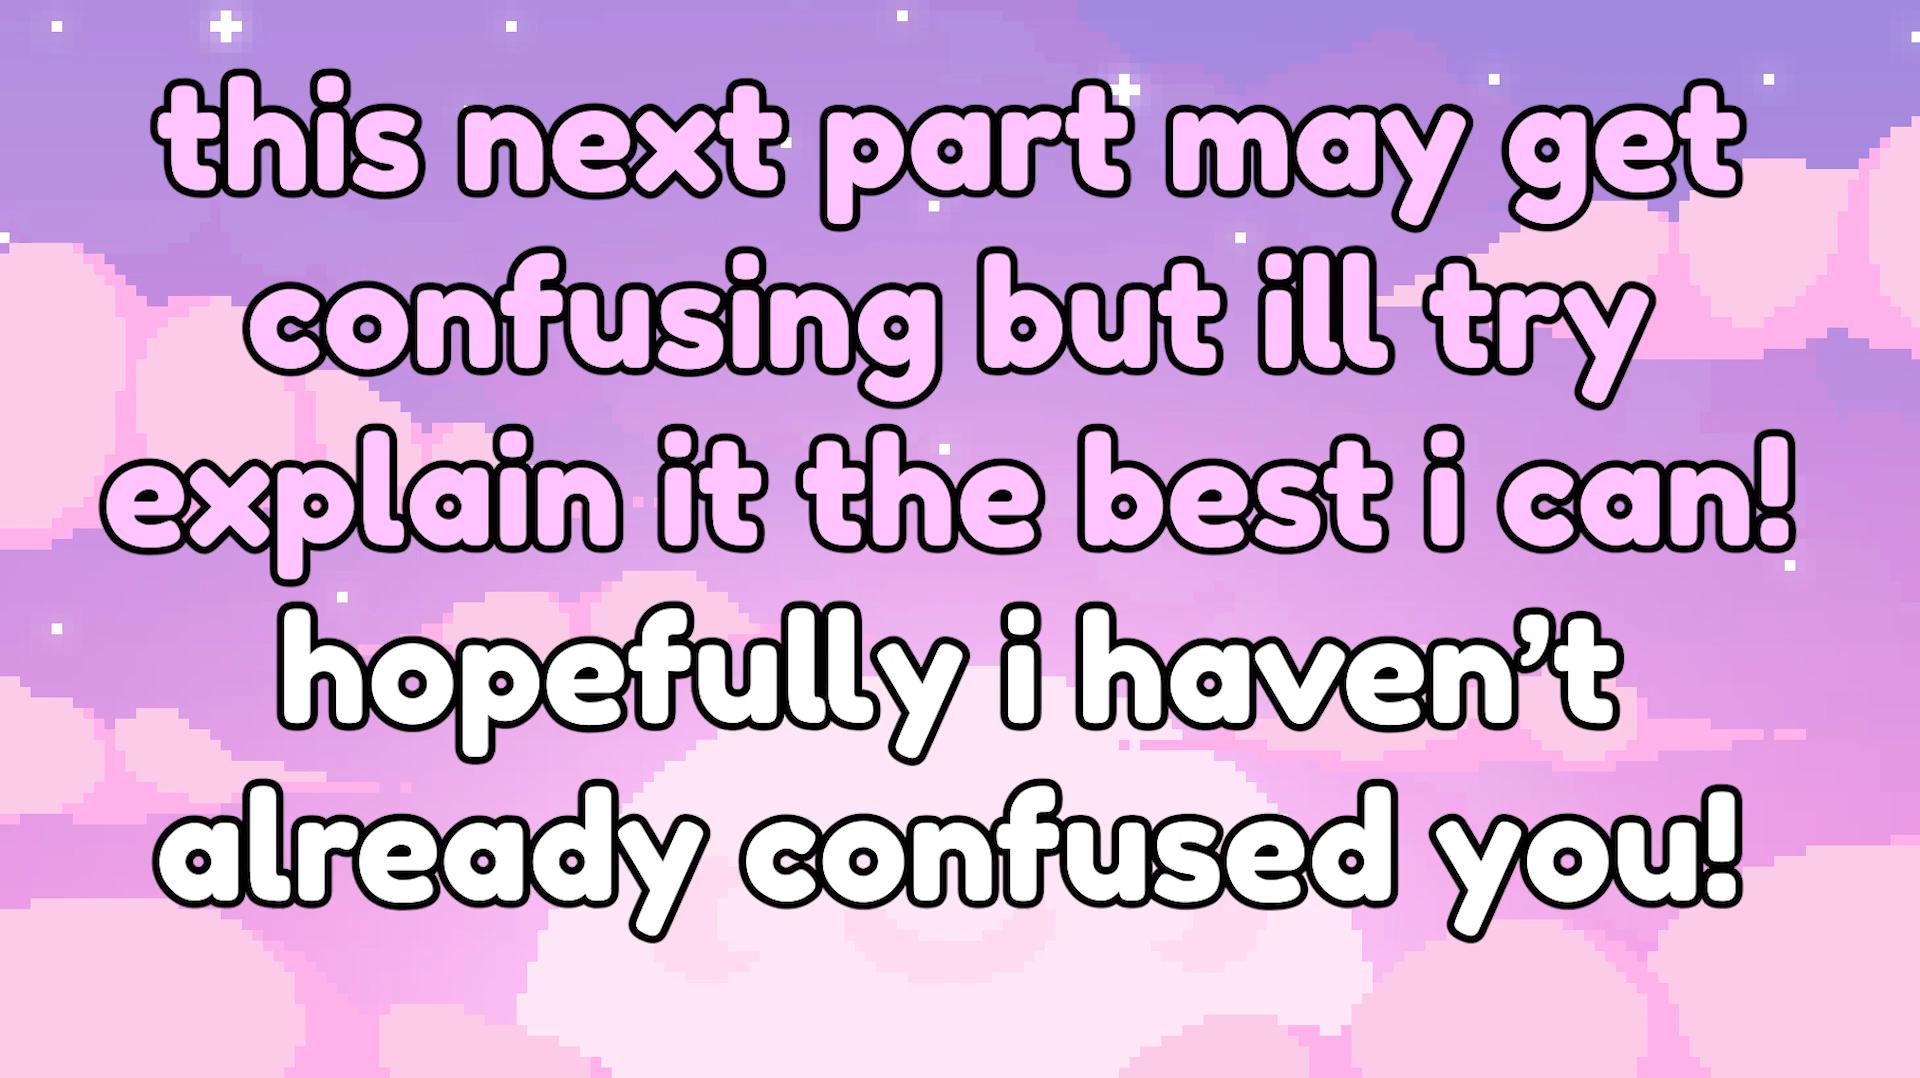 this next part may get
confusing but ill try
explain it the best i can!
hopefully i haven’t
already confused you!